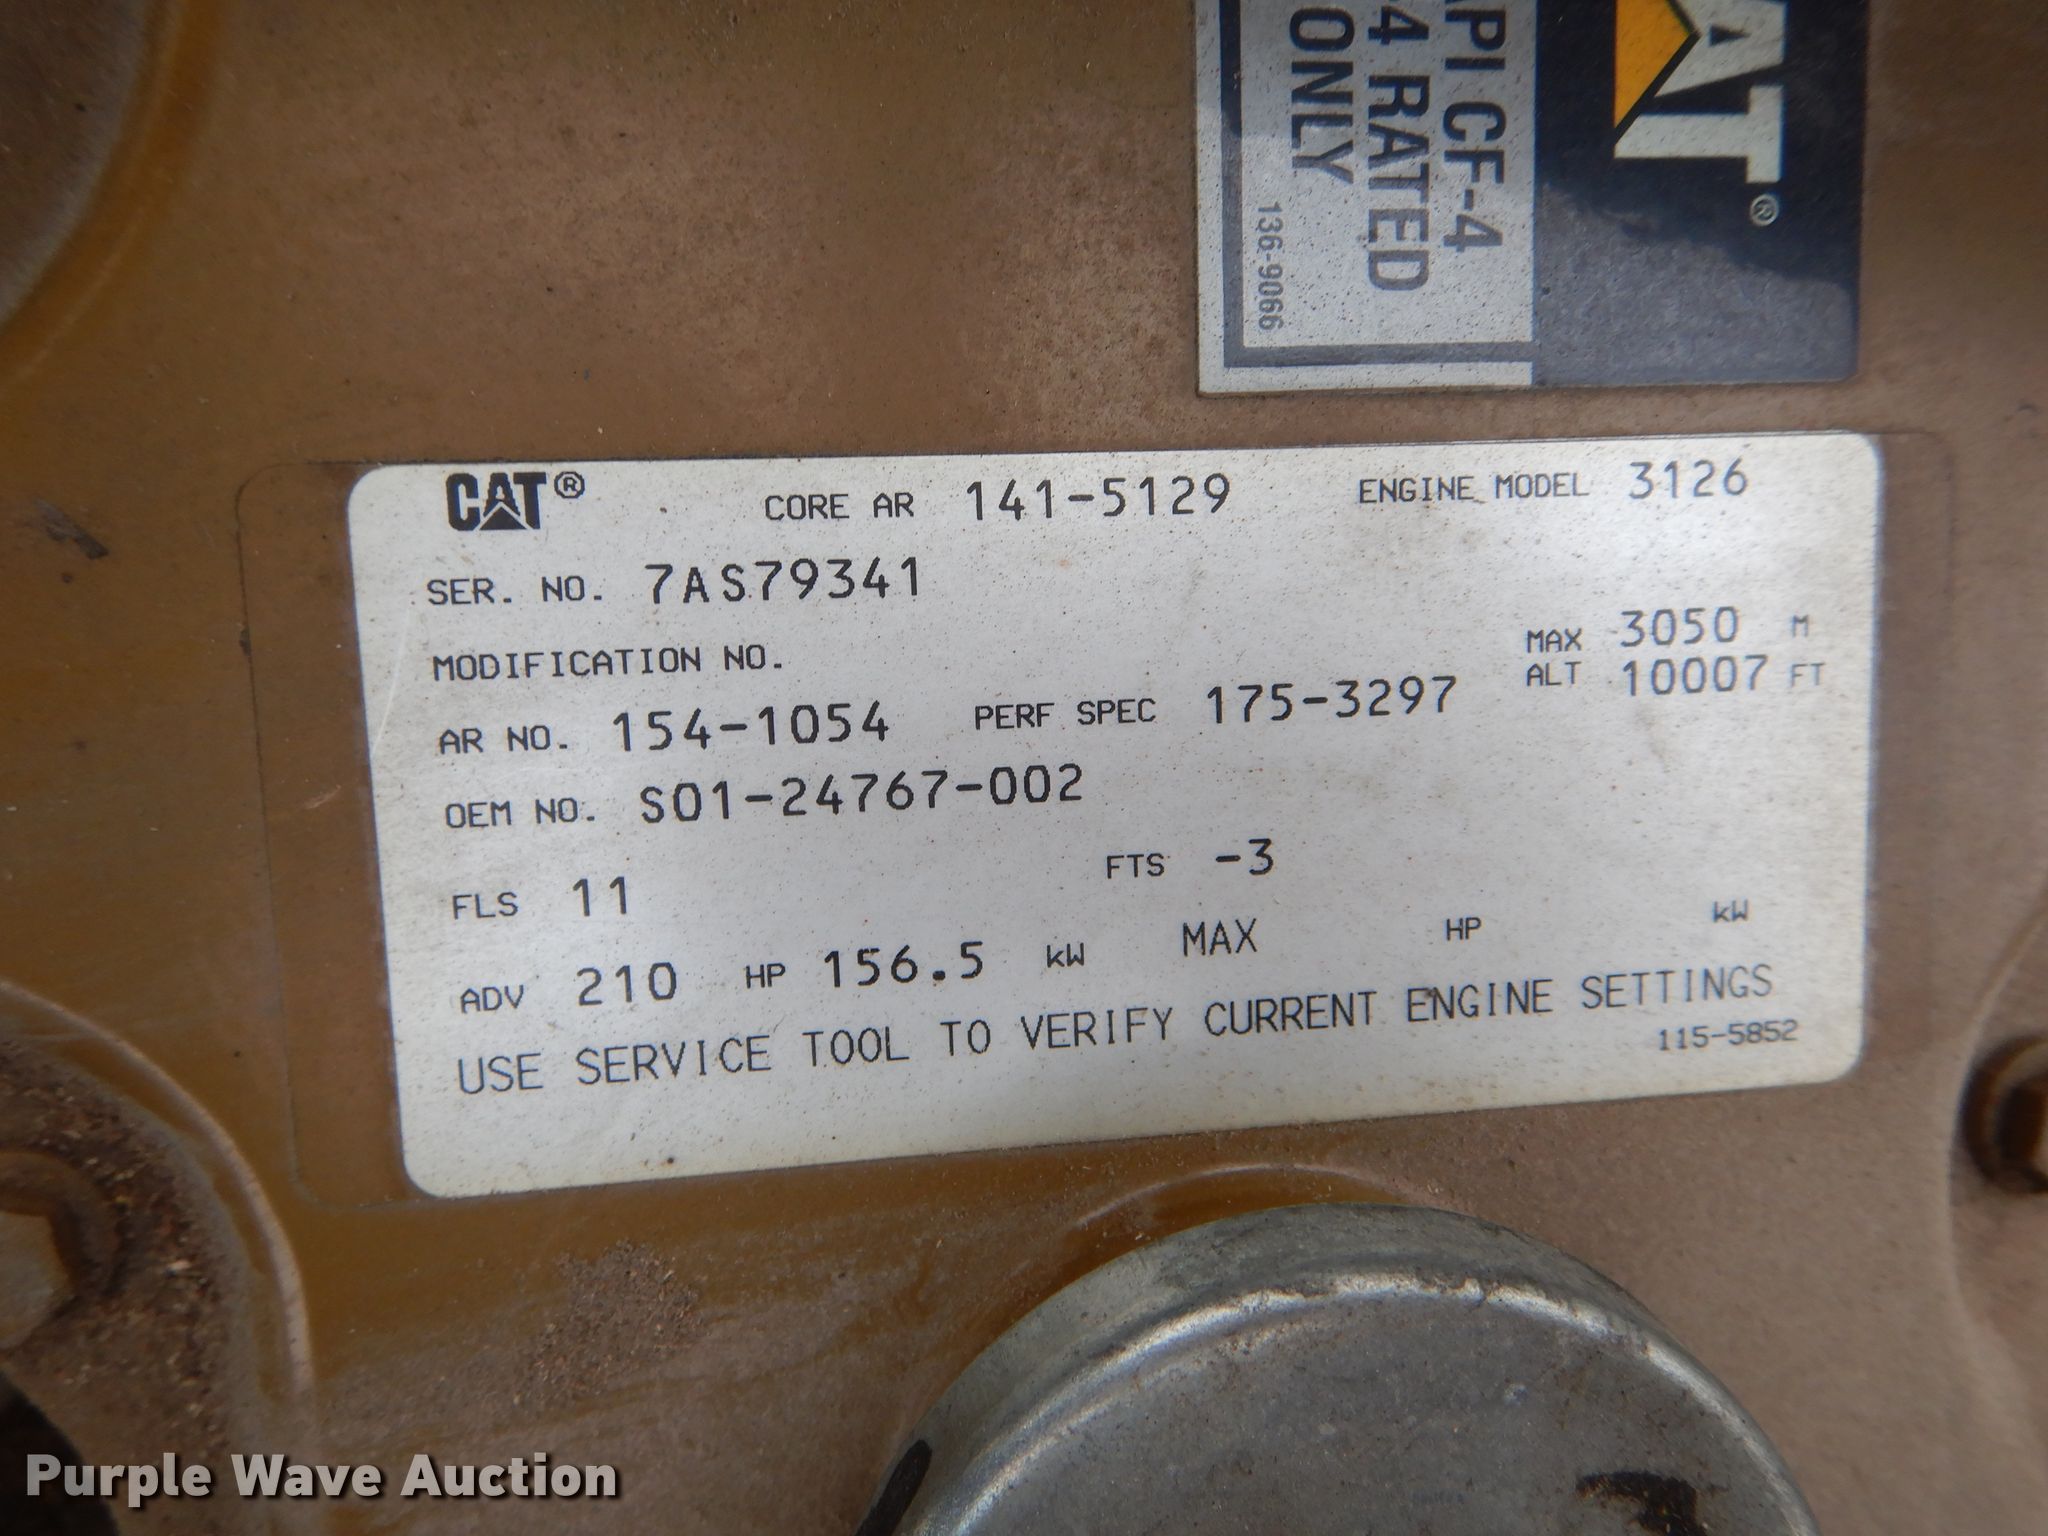 CAT®
API CF-4
-4 RATED
ONLY
136-9066
CAT® CORE AR 141-5129 ENGINE MODEL 3126
SER. NO. 7AS79341
MODIFICATION NO.
MAX ALT 3050 M
10007 FT
AR NO. 154-1054 PERF SPEC 175-3297
OEM NO. S01-24767-002
FLS 11 FTS -3
ADV 210 HP 156.5 kW MAX HP kW
USE SERVICE TOOL TO VERIFY CURRENT ENGINE SETTINGS
115-5852
Purple Wave Auction